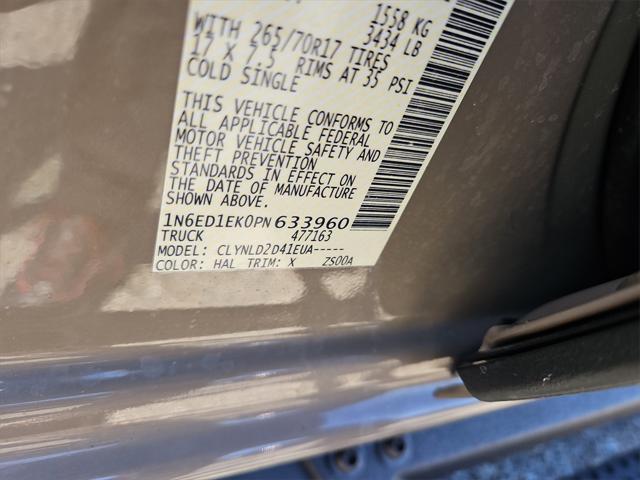 1558 KG
3434 LB
WITH 265/70R17 TIRES
17 X 7.5 RIMS AT 35 PSI
COLD SINGLE
THIS VEHICLE CONFORMS TO
ALL APPLICABLE FEDERAL
MOTOR VEHICLE SAFETY AND
THEFT PREVENTION
STANDARDS IN EFFECT ON
THE DATE OF MANUFACTURE
SHOWN ABOVE.
1N6ED1EK0PN633960
TRUCK 477163
MODEL: CLYNLD2D41EUA-----
COLOR: HAL TRIM: X ZS00A